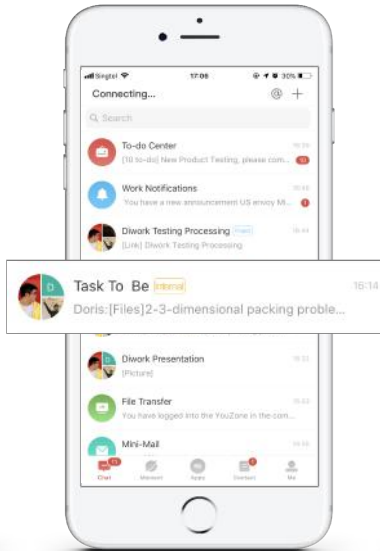 Singtel
17:06
30%
Connecting...
Search
To-do Center
[10 to-do] New Product Testing, please com...
10
Work Notifications
You have a new announcement US envoy Mi...
Diwork Testing Processing
[Link] Diwork Testing Processing
Task To Be Internal
16:14
Doris:[Files]2-3-dimensional packing proble...
Diwork Presentation
[Picture]
File Transfer
You have logged into the YouZone in the com...
Mini-Mail
Chat
Apps
Contact
Me